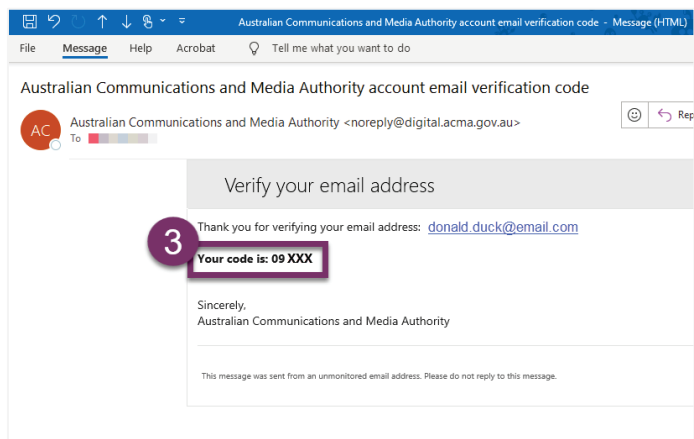 Australian Communications and Media Authority account email verification code - Message (HTML)
File Message Help Acrobat Tell me what you want to do
Australian Communications and Media Authority account email verification code
AC
Australian Communications and Media Authority <noreply@digital.acma.gov.au>
To
Rep
Verify your email address
Thank you for verifying your email address: donald.duck@email.com
3
Your code is: 09 XXX
Sincerely,
Australian Communications and Media Authority
This message was sent from an unmonitored email address. Please do not reply to this message.